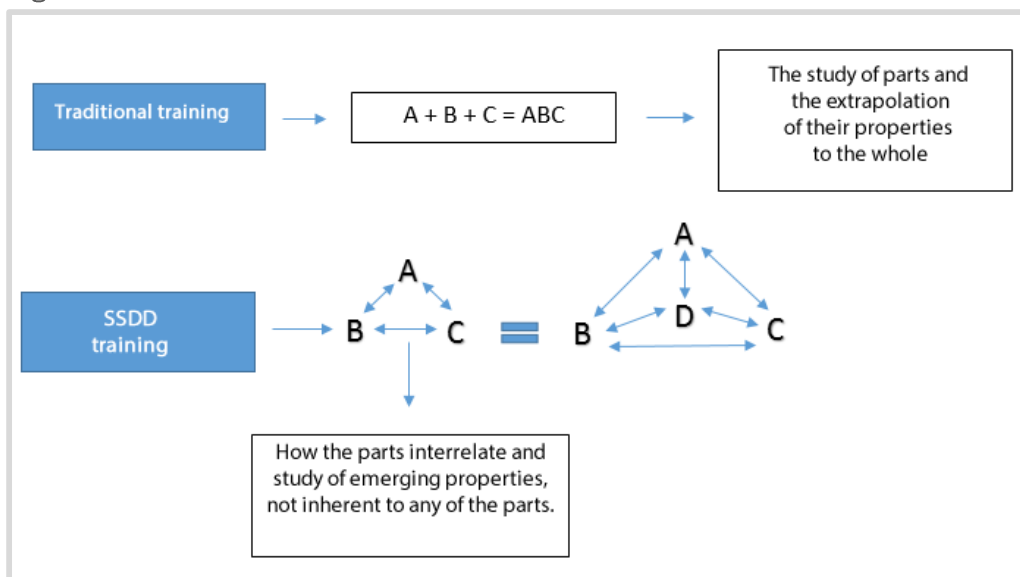 Traditional training
A + B + C = ABC
The study of parts and
the extrapolation
of their properties
to the whole
SSDD
training
A
B
C
A
B
D
C
How the parts interrelate and
study of emerging properties,
not inherent to any of the parts.